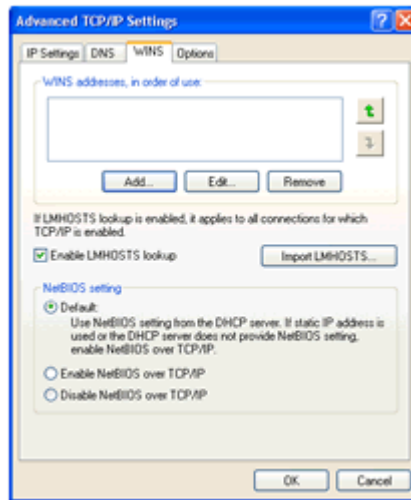 Advanced TCP/IP Settings
IP Settings DNS WINS Options
WINS addresses, in order of use:
Add... Edit... Remove
If LMHOSTS lookup is enabled, it applies to all connections for which
TCP/IP is enabled.
Enable LMHOSTS lookup Import LMHOSTS...
NetBIOS setting
Default:
Use NetBIOS setting from the DHCP server. If static IP address is
used or the DHCP server does not provide NetBIOS setting,
enable NetBIOS over TCP/IP.
Enable NetBIOS over TCP/IP
Disable NetBIOS over TCP/IP
OK Cancel